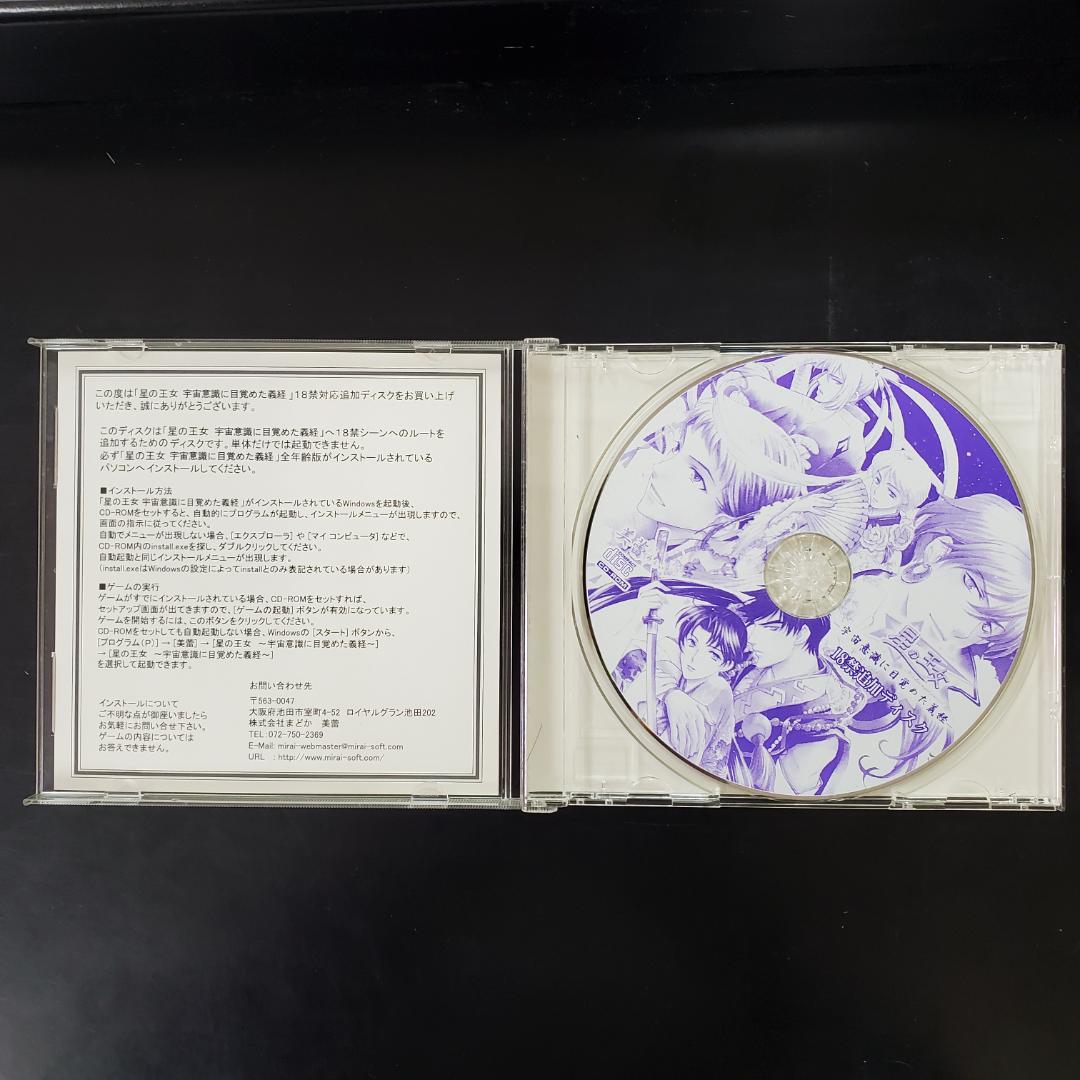 この度は「星の王女 宇宙意識に目覚めた義経」18禁対応追加ディスクをお買い上げ
いただき、誠にありがとうございます。
このディスクは「星の王女 宇宙意識に目覚めた義経」へ18禁シーンへのルートを
追加するためのディスクです。単体だけでは起動できません。
必ず「星の王女 宇宙意識に目覚めた義経」全年齢版がインストールされている
パソコンへインストールしてください。
■インストール方法
「星の王女 宇宙意識に目覚めた義経」がインストールされているWindowsを起動後、
CD-ROMをセットすると、自動的にプログラムが起動し、インストールメニューが出現しますので、
画面の指示に従ってください。
自動でメニューが出現しない場合、[エクスプローラ] や [マイ コンピュータ] などで、
CD-ROM内のinstall.exeを探し、ダブルクリックしてください。
自動起動と同じインストールメニューが出現します。
(install.exeはWindowsの設定によってinstallとのみ表記されている場合があります)
■ゲームの実行
ゲームがすでにインストールされている場合、CD-ROMをセットすれば、
セットアップ画面が出てきますので、[ゲームの起動] ボタンが有効になっています。
ゲームを開始するには、このボタンをクリックしてください。
CD-ROMをセットしても自動起動しない場合、Windowsの [スタート] ボタンから、
[プログラム(P)] → [美蕾] → [星の王女 ～宇宙意識に目覚めた義経～]
→ [星の王女 ～宇宙意識に目覚めた義経～]
を選択して起動できます。
インストールについて
ご不明な点が御座いましたら
お気軽にお問い合せ下さい。
ゲームの内容については
お答えできません。
お問い合わせ先
〒563-0047
大阪府池田市室町4-52 ロイヤルグラン池田202
株式会社まどか 美蕾
TEL:072-750-2369
E-Mail: mirai-webmaster@mirai-soft.com
URL : http://www.mirai-soft.com/
美蕾
COMPACT
disc
CD-ROM
星の王女
宇宙意識に目覚めた義経
18禁追加ディスク